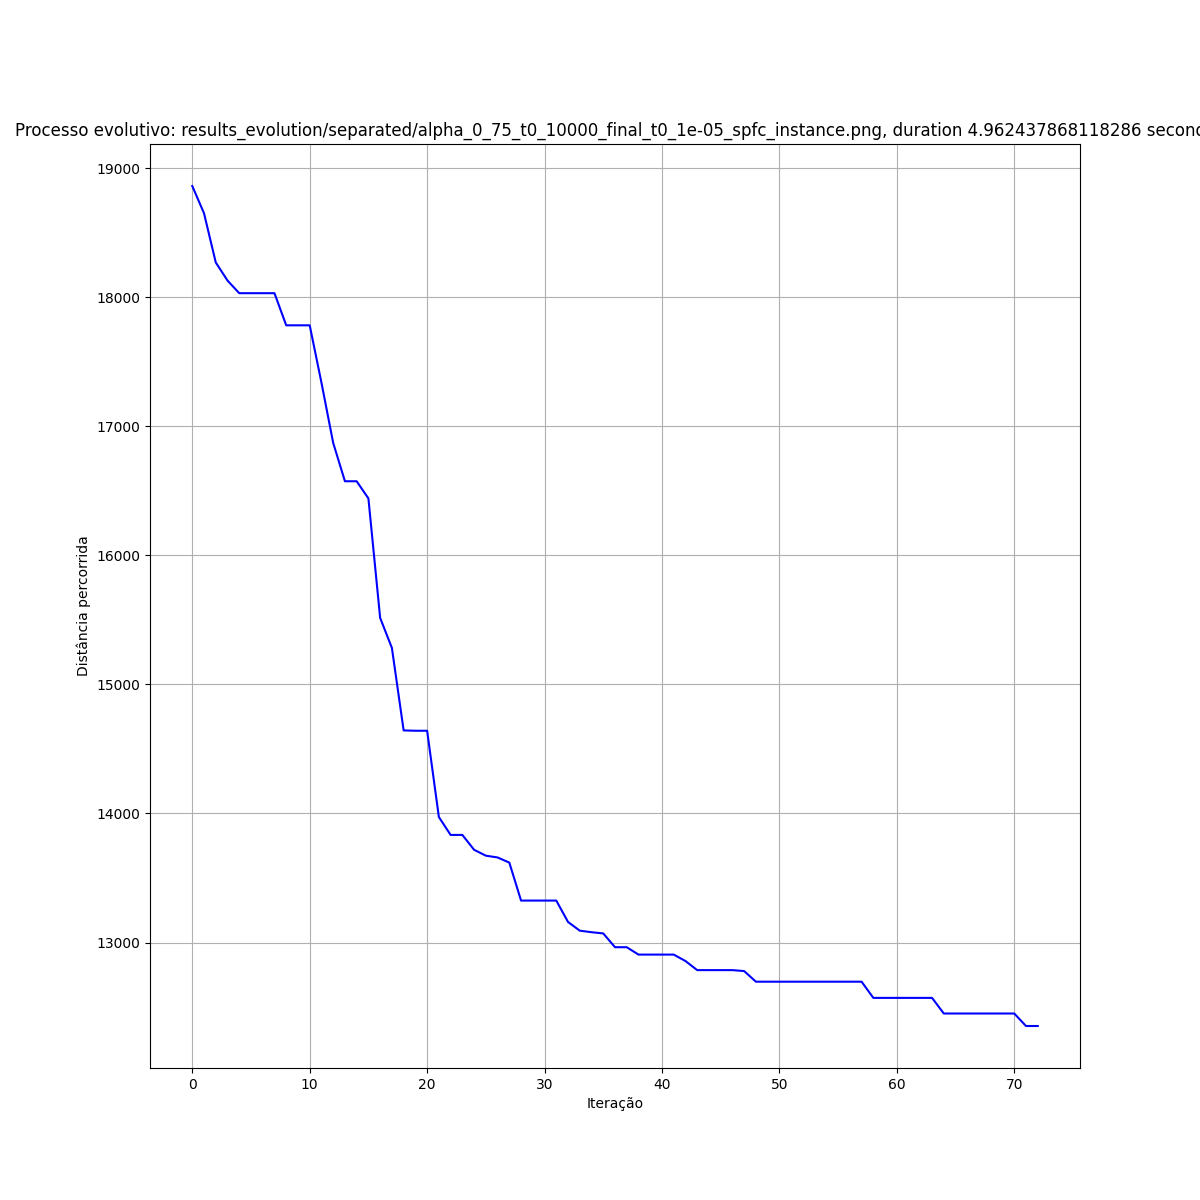 Processo evolutivo: results_evolution/separated/alpha_0_75_t0_10000_final_t0_1e-05_spfc_instance.png, duration 4.962437868118286 secon
19000
18000
17000
16000
15000
14000
13000
Distância percorrida
0 10 20 30 40 50 60 70
Iteração